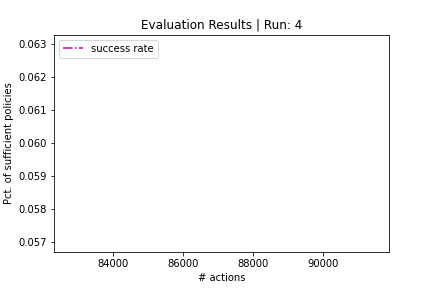 Evaluation Results | Run: 4
success rate
Pct. of sufficient policies
0.063
0.062
0.061
0.060
0.059
0.058
0.057
84000
86000
88000
90000
# actions